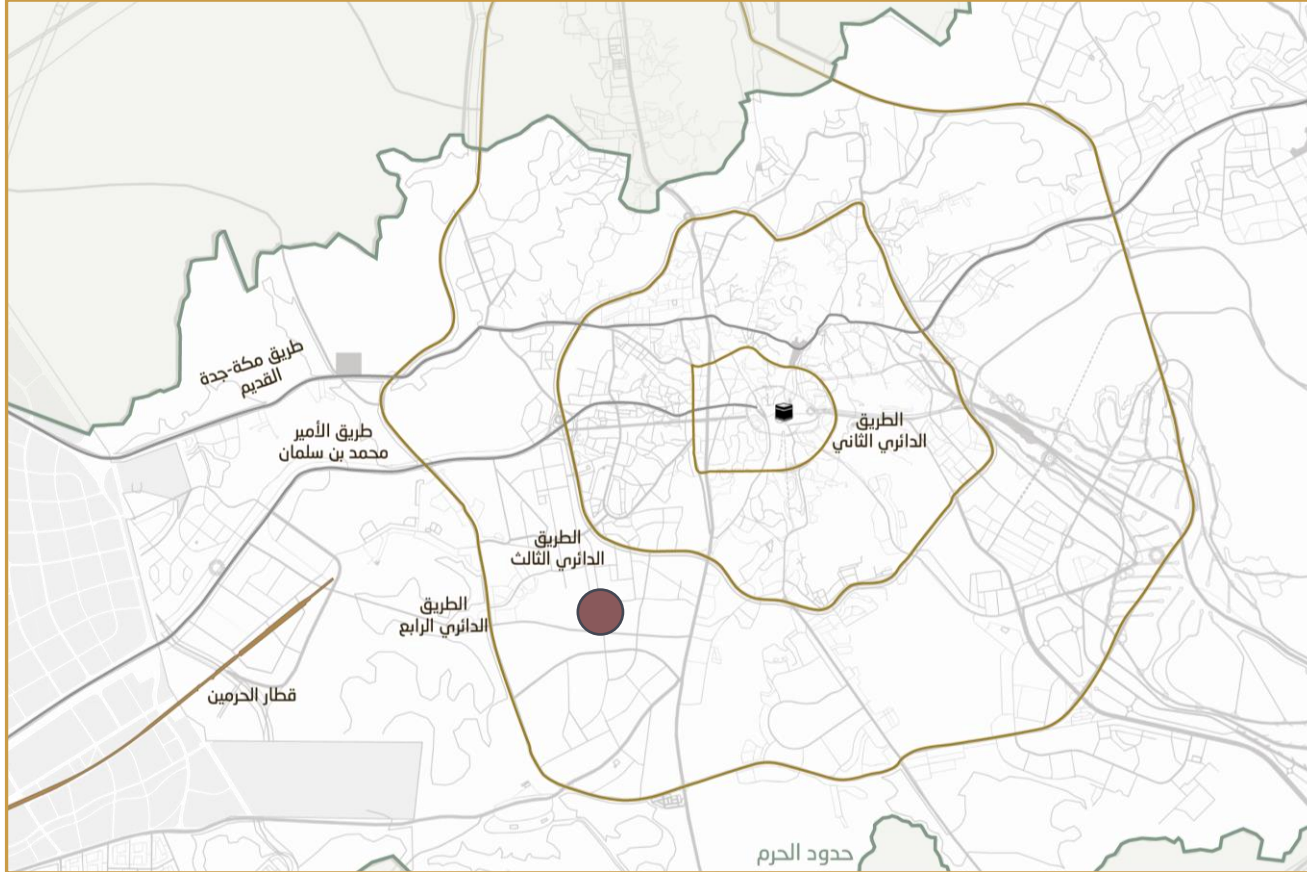 طريق مكة-جدة
القديم
طريق الأمير
محمد بن سلمان
الطريق
الدائري الثاني
الطريق
الدائري الثالث
الطريق
الدائري الرابع
قطار الحرمين
حدود الحرم